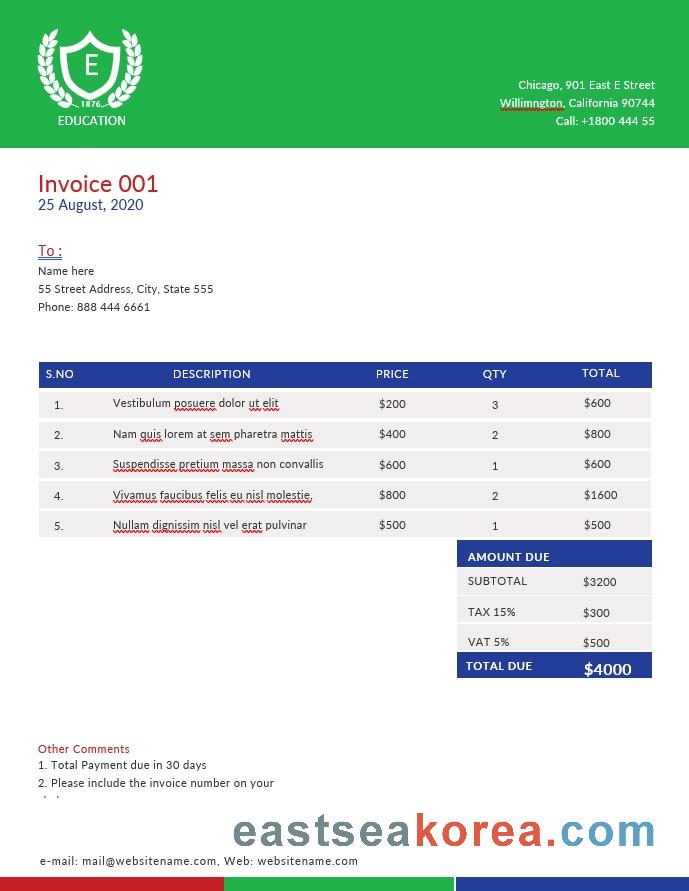 E
1876
EDUCATION
Chicago, 901 East E Street
Willimngton, California 90744
Call: +1800 444 55
Invoice 001
25 August, 2020
To :
Name here
55 Street Address, City, State 555
Phone: 888 444 6661
S.NO DESCRIPTION PRICE QTY TOTAL
1. Vestibulum posuere dolor ut elit $200 3 $600
2. Nam quis lorem at sem pharetra mattis $400 2 $800
3. Suspendisse pretium massa non convallis $600 1 $600
4. Vivamus faucibus felis eu nisl molestie, $800 2 $1600
5. Nullam dignissim nisl vel erat pulvinar $500 1 $500
AMOUNT DUE
SUBTOTAL $3200
TAX 15% $300
VAT 5% $500
TOTAL DUE $4000
Other Comments
1. Total Payment due in 30 days
2. Please include the invoice number on your
eastseakorea.com
e-mail: mail@websitename.com, Web: websitename.com